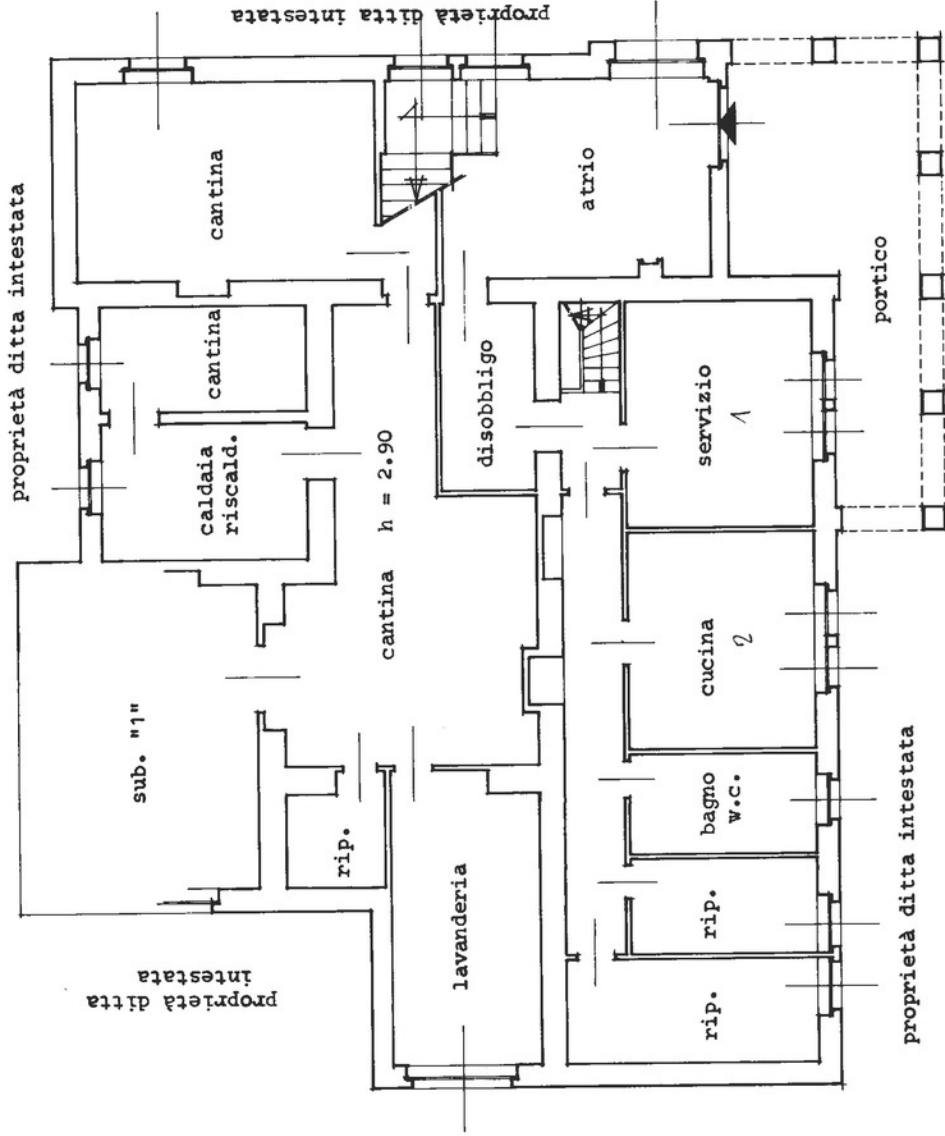 proprietà ditta intestata
proprietà ditta intestata
proprietà ditta
intestata
sub. "1"
caldaia
riscald.
cantina
cantina
rip.
cantina h = 2.90
lavanderia
disobbligo
atrio
rip.
rip.
bagno
w.c.
cucina
2
servizio
1
portico
proprietà ditta intestata